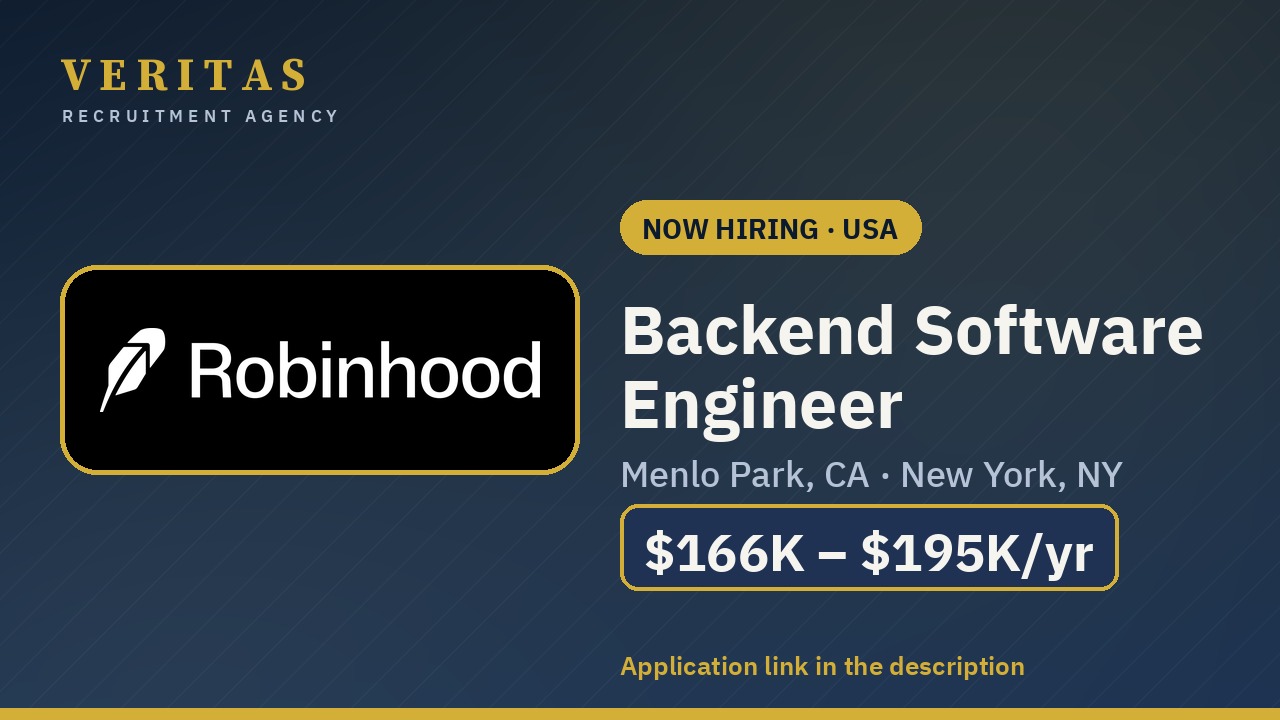 VERITAS
RECRUITMENT AGENCY
NOW HIRING · USA
Robinhood
Backend Software
Engineer
Menlo Park, CA · New York, NY
$166K – $195K/yr
Application link in the description